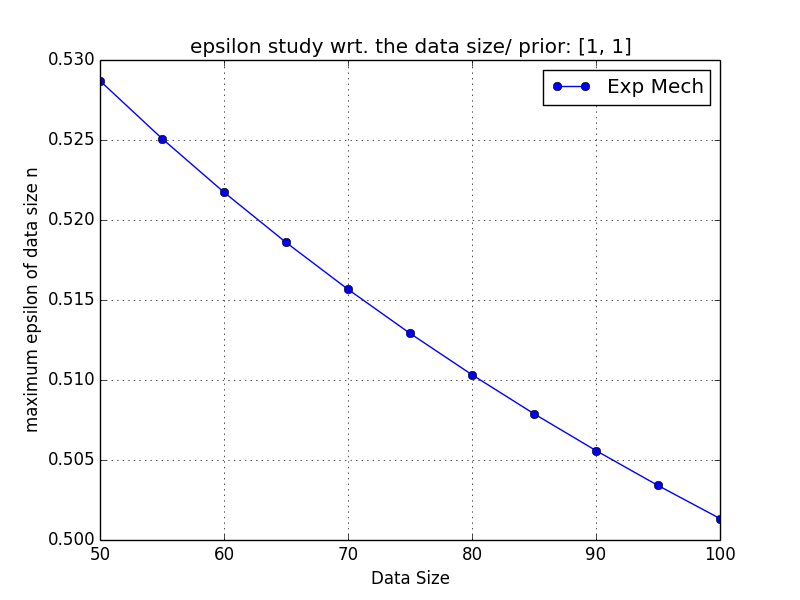 epsilon study wrt. the data size/ prior: [1, 1]
Exp Mech
maximum epsilon of data size n
0.530
0.525
0.520
0.515
0.510
0.505
0.500
50 60 70 80 90 100
Data Size